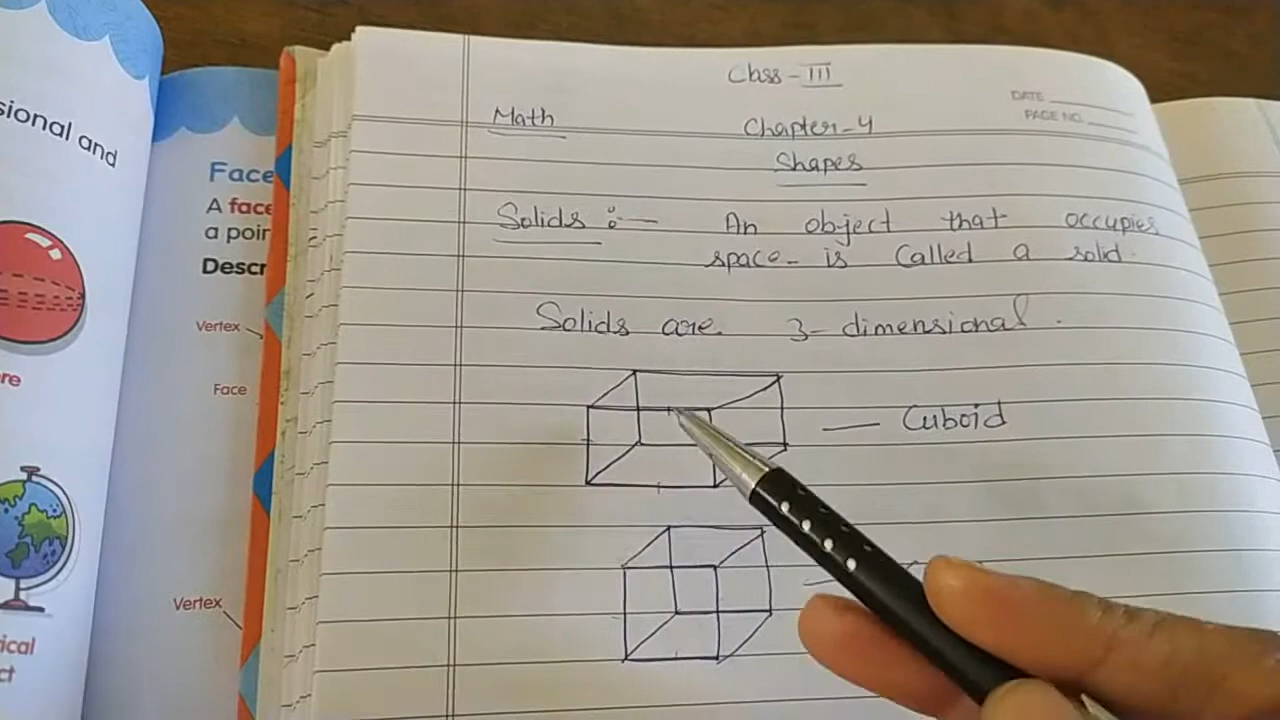 sional and
re
ical
ct
Face
A face
a poin
Descr
Vertex
Face
Vertex
Class - III
DATE
PAGE NO.
Math
Chapter-4
Shapes
Solids :— An object that occupies
space is called a solid.
Solids are 3-dimensional.
— Cuboid